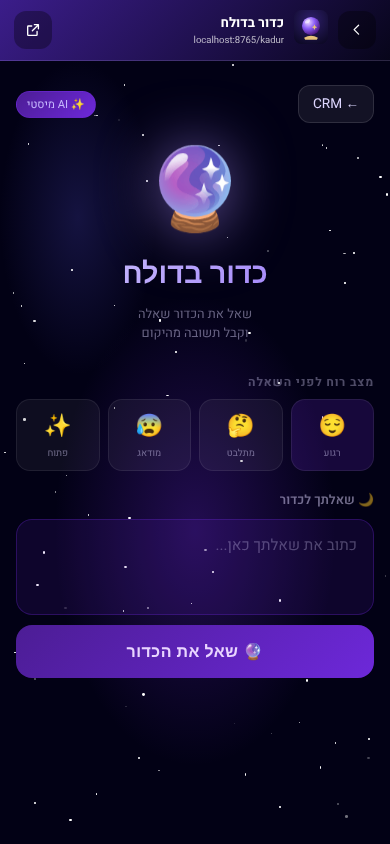 כדור בדולח
localhost:8765/kadur
CRM ←
✨ AI מיסטי
כדור בדולח
שאל את הכדור שאלה
וקבל תשובה מהיקום
מצב רוח לפני השאלה
רגוע
מתלבט
מודאג
פתוח
🌙 שאלתך לכדור
כתוב את שאלתך כאן...
🔮 שאל את הכדור